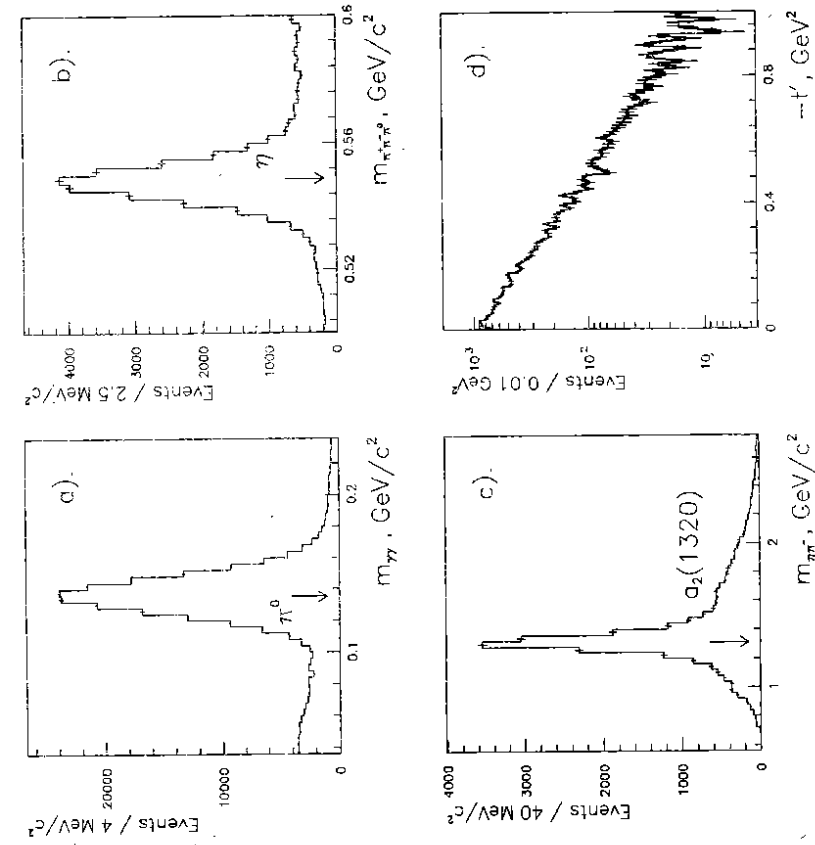 Events / 4 MeV/c²
20000
10000
0
a).
π⁰
0.1
0.2
m_γγ, GeV/c²
Events / 2.5 MeV/c²
4000
3000
2000
1000
0
b).
η
0.52
0.56
0.6
m_π⁺π⁻π⁰, GeV/c²
Events / 40 MeV/c²
4000
3000
2000
1000
0
c).
a₂(1320)
1
2
m_ηπ⁻, GeV/c²
Events / 0.01 GeV²
10³
10²
10
d).
0
0.4
0.8
—t', GeV²